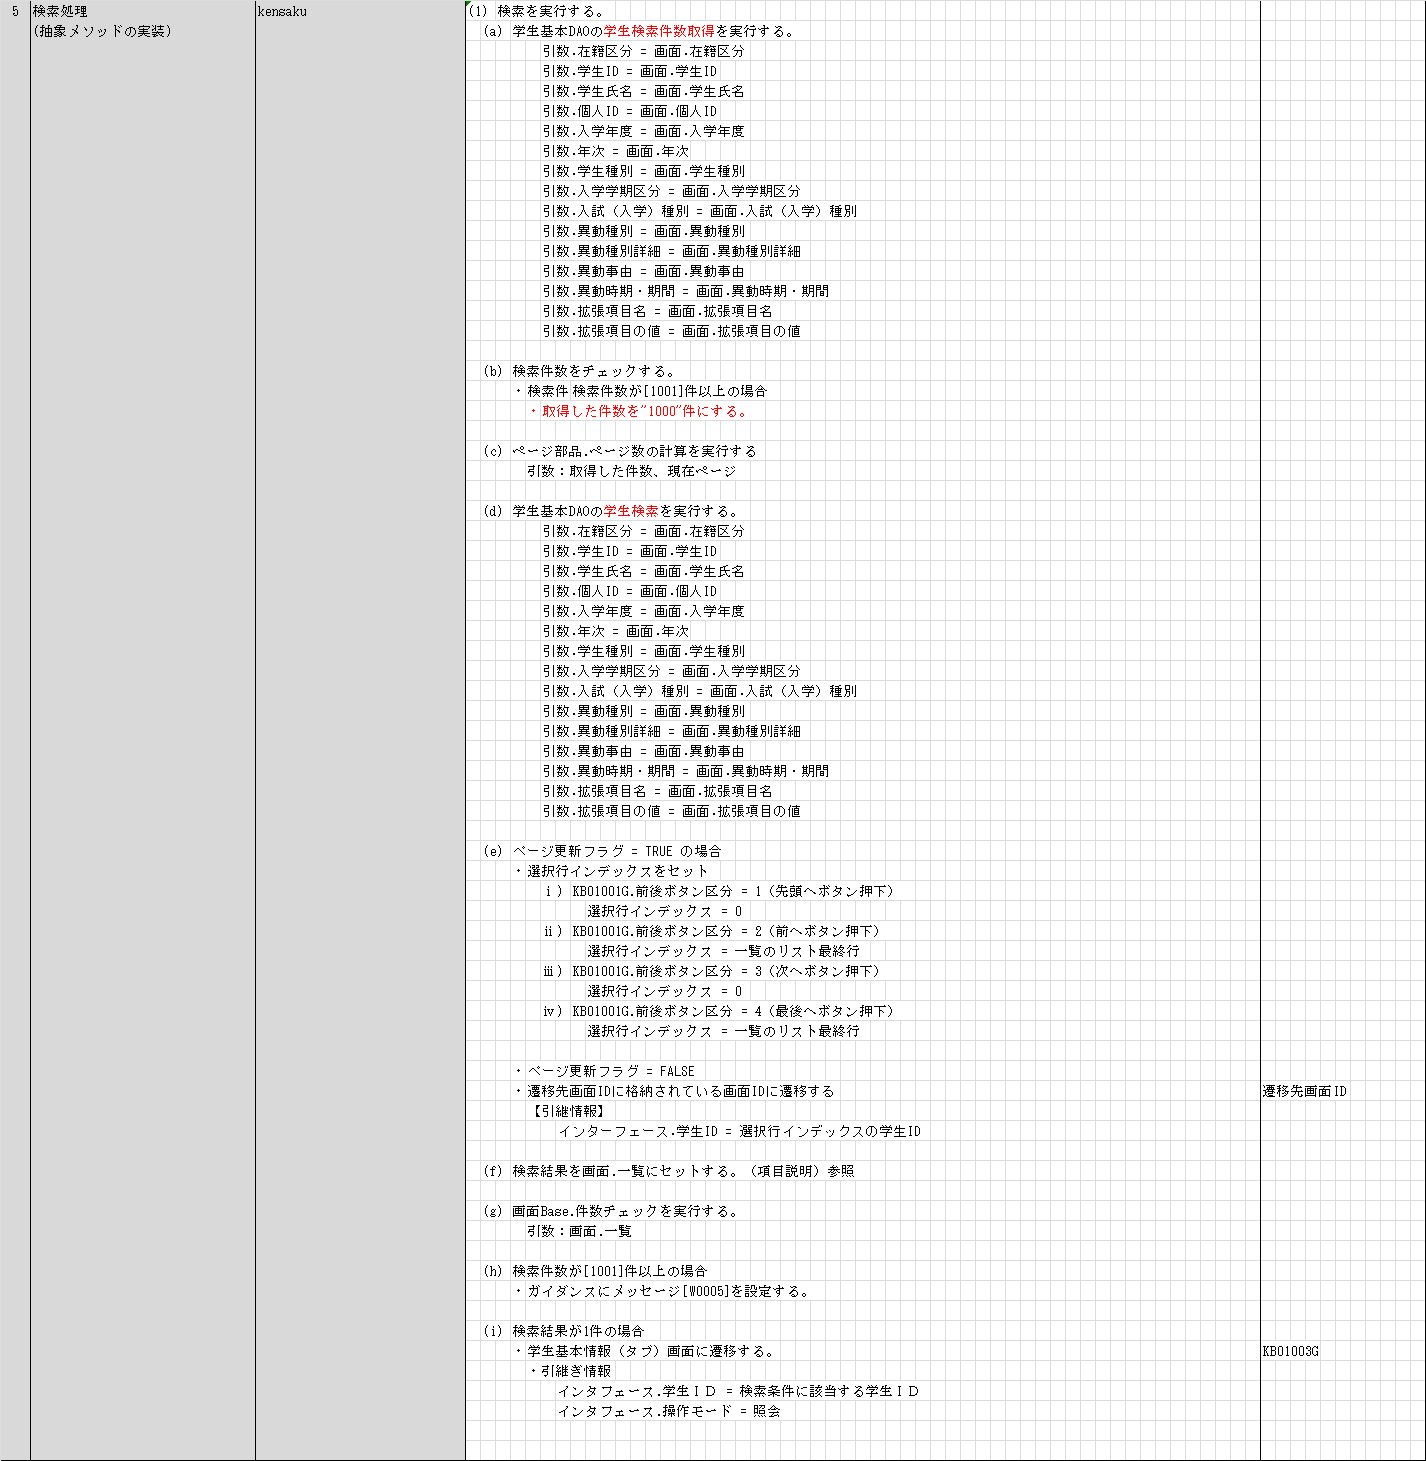 5 検索処理 kensaku (1) 検索を実行する。
(抽象メソッドの実装) (a) 学生基本DAOの学生検索件数取得を実行する。
引数.在籍区分 = 画面.在籍区分
引数.学生ID = 画面.学生ID
引数.学生氏名 = 画面.学生氏名
引数.個人ID = 画面.個人ID
引数.入学年度 = 画面.入学年度
引数.年次 = 画面.年次
引数.学生種別 = 画面.学生種別
引数.入学学期区分 = 画面.入学学期区分
引数.入試（入学）種別 = 画面.入試（入学）種別
引数.異動種別 = 画面.異動種別
引数.異動種別詳細 = 画面.異動種別詳細
引数.異動事由 = 画面.異動事由
引数.異動時期・期間 = 画面.異動時期・期間
引数.拡張項目名 = 画面.拡張項目名
引数.拡張項目の値 = 画面.拡張項目の値
(b) 検索件数をチェックする。
・検索件 検索件数が[1001]件以上の場合
・取得した件数を"1000"件にする。
(c) ページ部品.ページ数の計算を実行する
引数：取得した件数、現在ページ
(d) 学生基本DAOの学生検索を実行する。
引数.在籍区分 = 画面.在籍区分
引数.学生ID = 画面.学生ID
引数.学生氏名 = 画面.学生氏名
引数.個人ID = 画面.個人ID
引数.入学年度 = 画面.入学年度
引数.年次 = 画面.年次
引数.学生種別 = 画面.学生種別
引数.入学学期区分 = 画面.入学学期区分
引数.入試（入学）種別 = 画面.入試（入学）種別
引数.異動種別 = 画面.異動種別
引数.異動種別詳細 = 画面.異動種別詳細
引数.異動事由 = 画面.異動事由
引数.異動時期・期間 = 画面.異動時期・期間
引数.拡張項目名 = 画面.拡張項目名
引数.拡張項目の値 = 画面.拡張項目の値
(e) ページ更新フラグ = TRUE の場合
・選択行インデックスをセット
ⅰ) KB01001G.前後ボタン区分 = 1（先頭へボタン押下）
選択行インデックス = 0
ⅱ) KB01001G.前後ボタン区分 = 2（前へボタン押下）
選択行インデックス = 一覧のリスト最終行
ⅲ) KB01001G.前後ボタン区分 = 3（次へボタン押下）
選択行インデックス = 0
ⅳ) KB01001G.前後ボタン区分 = 4（最後へボタン押下）
選択行インデックス = 一覧のリスト最終行
・ページ更新フラグ = FALSE
・遷移先画面IDに格納されている画面IDに遷移する 遷移先画面ID
【引継情報】
インターフェース.学生ID = 選択行インデックスの学生ID
(f) 検索結果を画面.一覧にセットする。（項目説明）参照
(g) 画面Base.件数チェックを実行する。
引数：画面.一覧
(h) 検索件数が[1001]件以上の場合
・ガイダンスにメッセージ[W0005]を設定する。
(i) 検索結果が1件の場合
・学生基本情報（タブ）画面に遷移する。 KB01003G
・引継ぎ情報
インタフェース.学生ＩＤ = 検索条件に該当する学生ＩＤ
インタフェース.操作モード = 照会